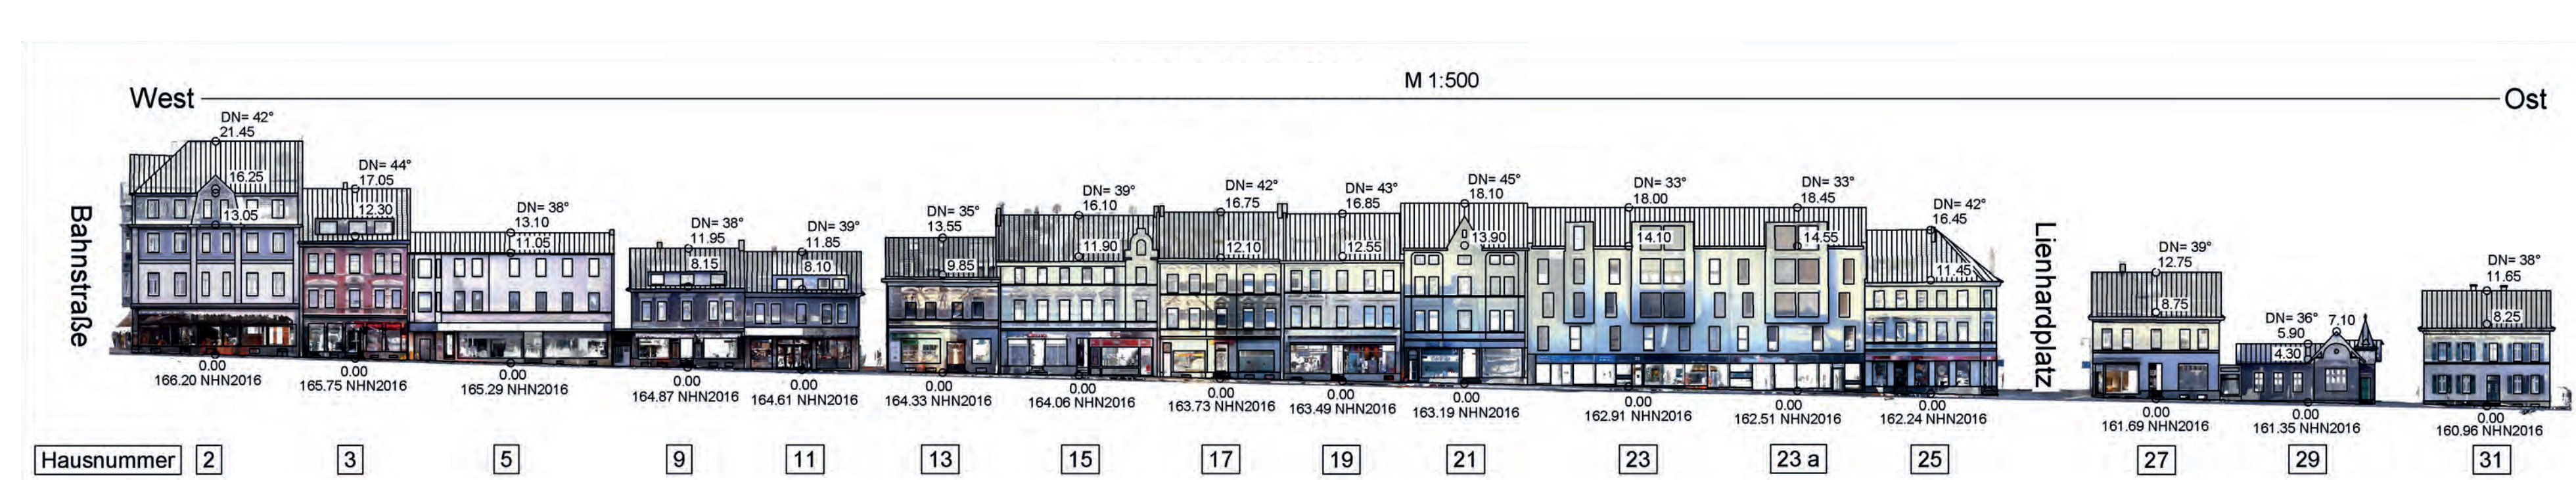 M 1:500
West
Ost
Bahnstraße
DN= 42°
21.45
16.25
13.05
0.00
166.20 NHN2016
DN= 44°
17.05
12.30
0.00
165.75 NHN2016
DN= 38°
13.10
11.05
0.00
165.29 NHN2016
DN= 38°
11.95
8.15
0.00
164.87 NHN2016
DN= 39°
11.85
8.10
0.00
164.61 NHN2016
DN= 35°
13.55
9.85
0.00
164.33 NHN2016
DN= 39°
16.10
11.90
0.00
164.06 NHN2016
DN= 42°
16.75
12.10
0.00
163.73 NHN2016
DN= 43°
16.85
12.55
0.00
163.49 NHN2016
DN= 45°
18.10
13.90
0.00
163.19 NHN2016
DN= 33°
18.00
14.10
0.00
162.91 NHN2016
DN= 33°
18.45
14.55
0.00
162.51 NHN2016
DN= 42°
16.45
11.45
0.00
162.24 NHN2016
Lienhardplatz
DN= 39°
12.75
8.75
0.00
161.69 NHN2016
DN= 36°
5.90
7.10
4.30
0.00
161.35 NHN2016
DN= 38°
11.65
8.25
0.00
160.96 NHN2016
Hausnummer 2 3 5 9 11 13 15 17 19 21 23 23 a 25 27 29 31